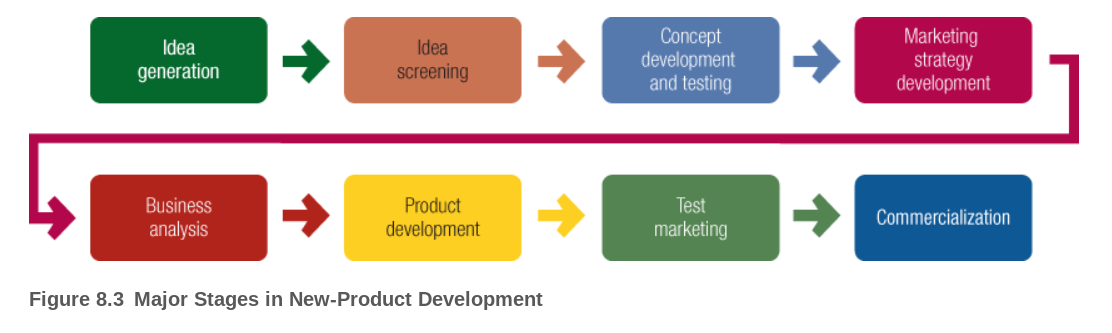 Idea
generation
Idea
screening
Concept
development
and testing
Marketing
strategy
development
Business
analysis
Product
development
Test
marketing
Commercialization
Figure 8.3 Major Stages in New-Product Development